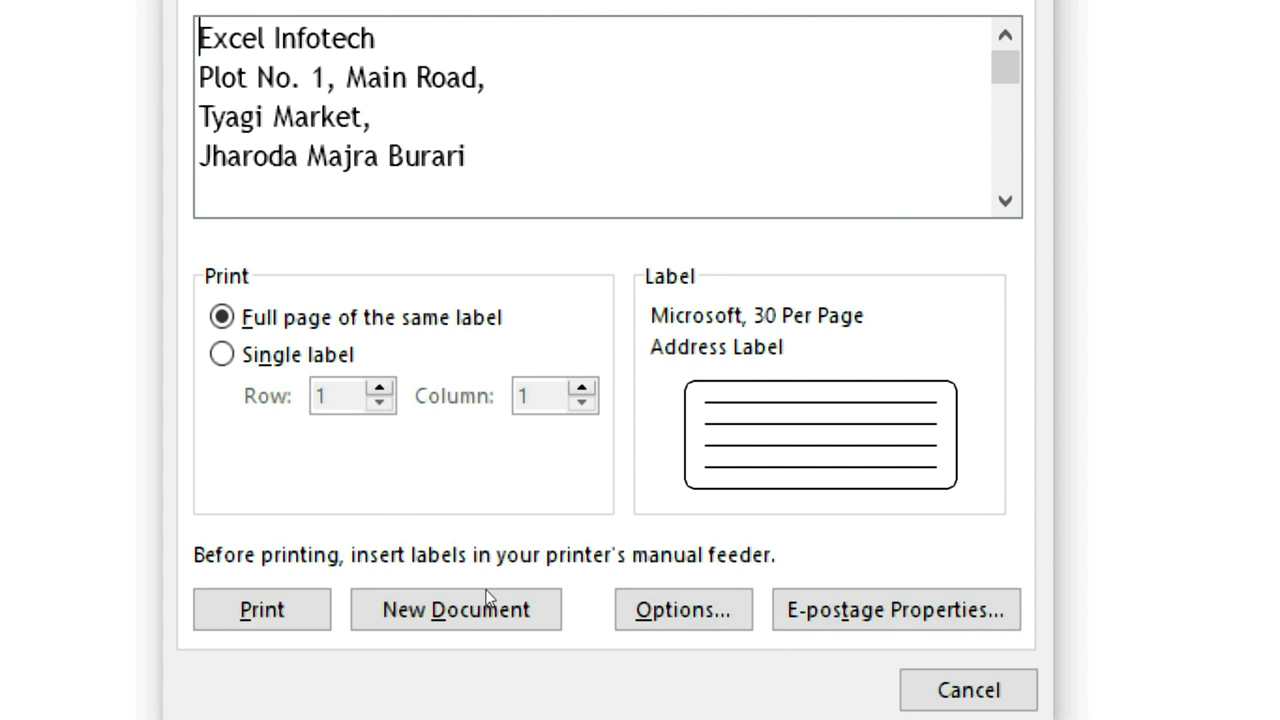 Excel Infotech
Plot No. 1, Main Road,
Tyagi Market,
Jharoda Majra Burari
Print
Full page of the same label
Single label
Row: 1 Column: 1
Label
Microsoft, 30 Per Page
Address Label
Before printing, insert labels in your printer's manual feeder.
Print New Document Options... E-postage Properties...
Cancel